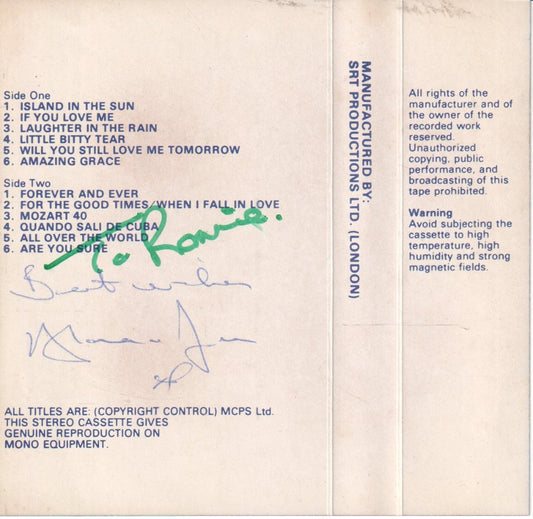 Side One
1. ISLAND IN THE SUN
2. IF YOU LOVE ME
3. LAUGHTER IN THE RAIN
4. LITTLE BITTY TEAR
5. WILL YOU STILL LOVE ME TOMORROW
6. AMAZING GRACE
Side Two
1. FOREVER AND EVER
2. FOR THE GOOD TIMES/WHEN I FALL IN LOVE
3. MOZART 40
4. QUANDO SALI DE CUBA
5. ALL OVER THE WORLD
6. ARE YOU SURE
To Ronnie.
Best wishes
ALL TITLES ARE: (COPYRIGHT CONTROL) MCPS Ltd.
THIS STEREO CASSETTE GIVES
GENUINE REPRODUCTION ON
MONO EQUIPMENT.
MANUFACTURED BY:
SRT PRODUCTIONS LTD. (LONDON)
All rights of the
manufacturer and of
the owner of the
recorded work
reserved.
Unauthorized
copying, public
performance, and
broadcasting of this
tape prohibited.
Warning
Avoid subjecting the
cassette to high
temperature, high
humidity and strong
magnetic fields.